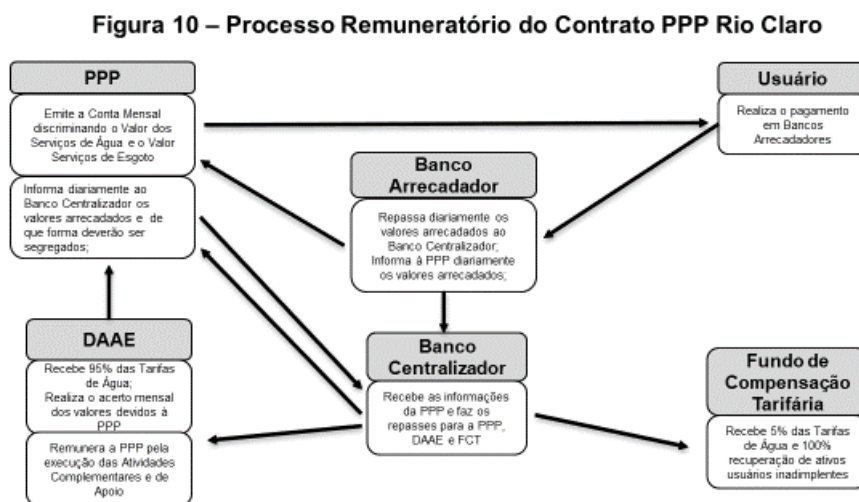 Figura 10 – Processo Remuneratório do Contrato PPP Rio Claro
PPP
Emite a Conta Mensal
discriminando o Valor dos
Serviços de Água e o Valor
Serviços de Esgoto
Informa diariamente ao
Banco Centralizador os
valores arrecadados e de
que forma deverão ser
segregados;
Usuário
Realiza o pagamento
em Bancos
Arrecadadores
Banco
Arrecadador
Repassa diariamente os
valores arrecadados ao
Banco Centralizador;
Informa à PPP diariamente
os valores arrecadados;
DAAE
Recebe 95% das Tarifas
de Água;
Realiza o acerto mensal
dos valores devidos à
PPP
Remunera a PPP pela
execução das Atividades
Complementares e de
Apoio
Banco
Centralizador
Recebe as informações
da PPP e faz os
repasses para a PPP,
DAAE e FCT
Fundo de
Compensação
Tarifária
Recebe 5% das Tarifas
de Água e 100%
recuperação de ativos
usuários inadimplentes